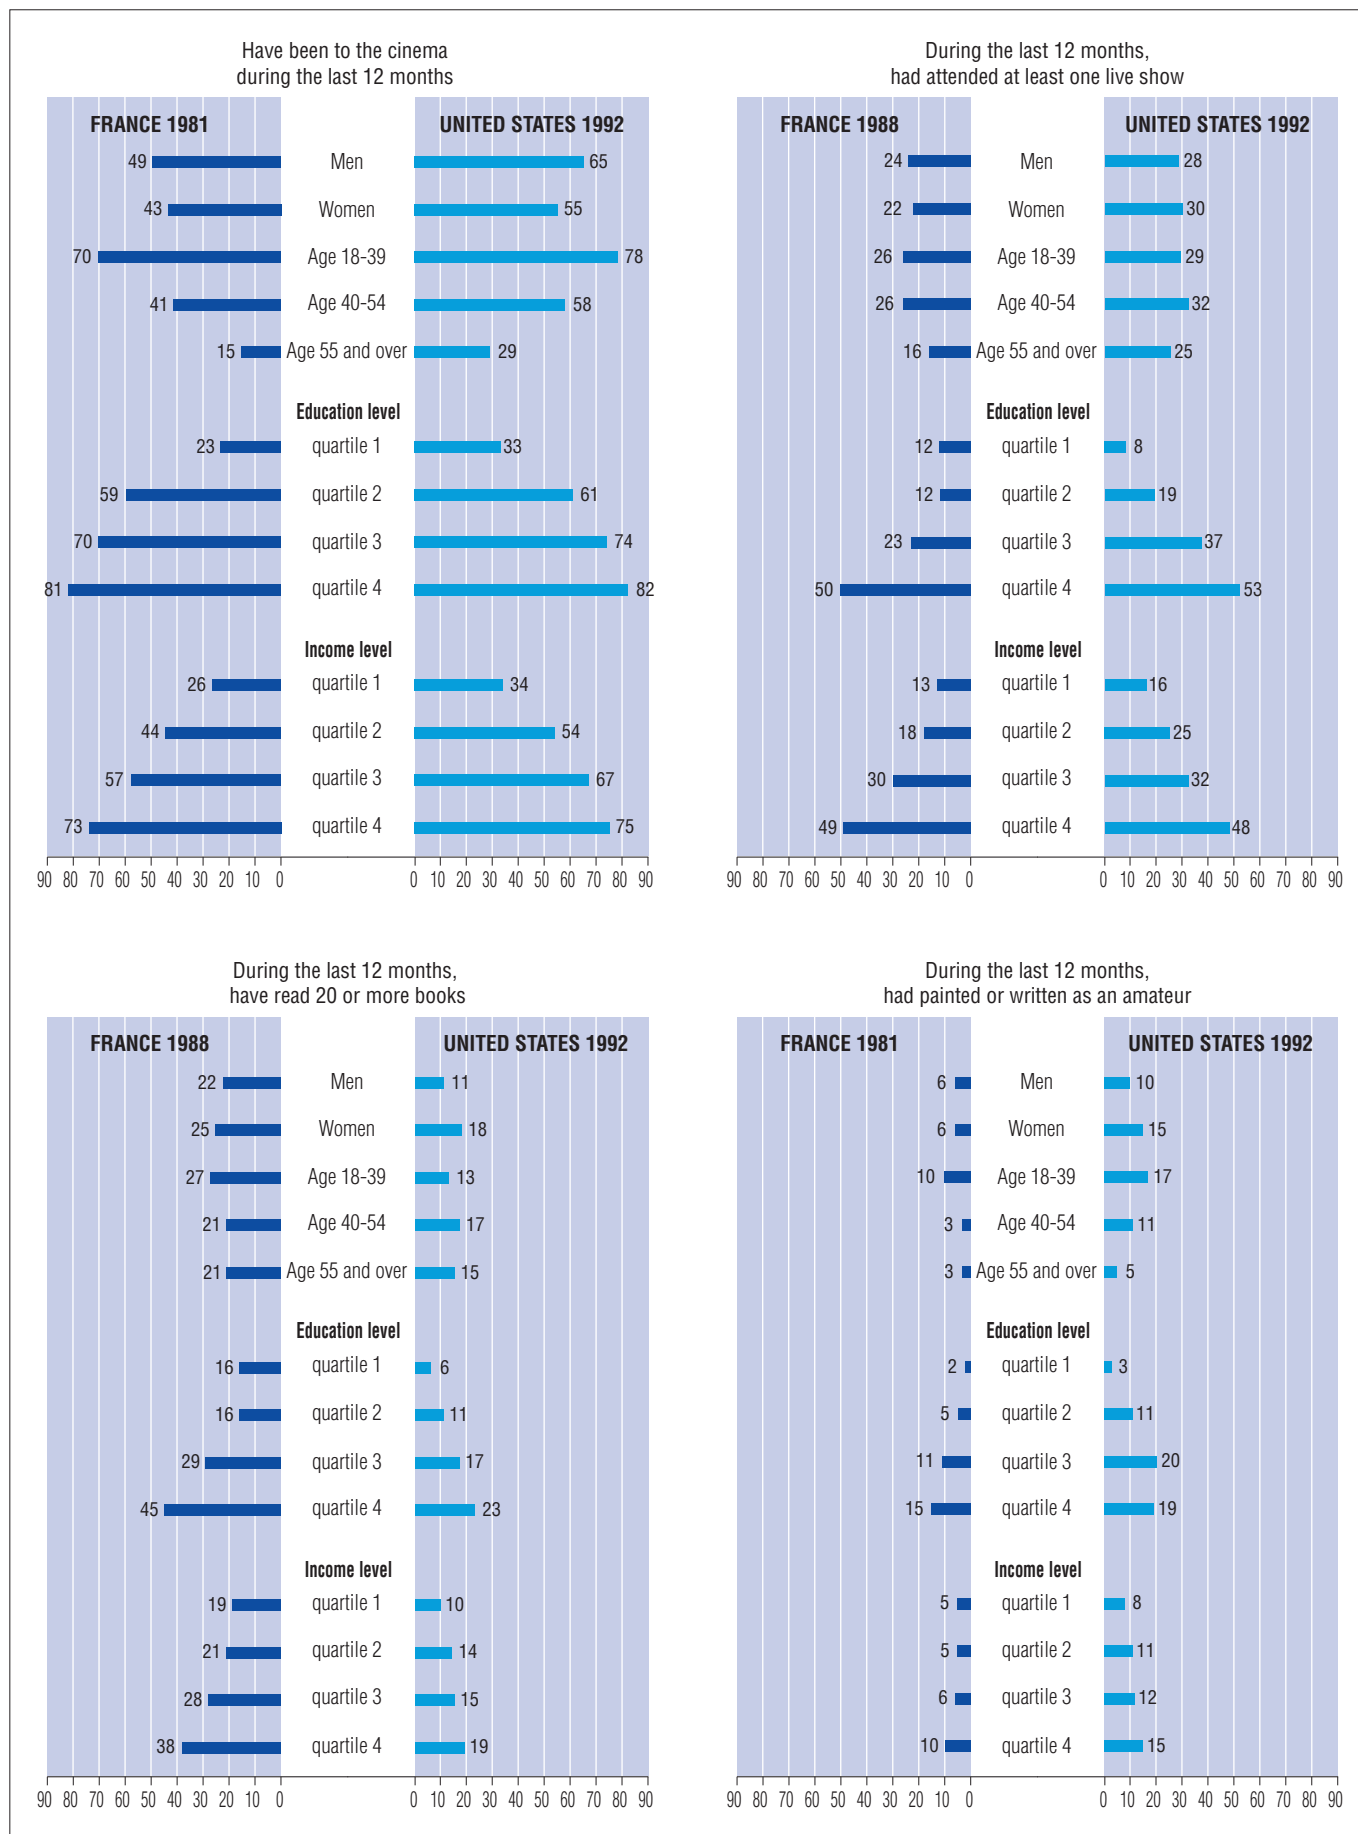 Have been to the cinema
during the last 12 months
FRANCE 1981 UNITED STATES 1992
49 Men 65
43 Women 55
70 Age 18-39 78
41 Age 40-54 58
15 Age 55 and over 29
Education level
23 quartile 1 33
59 quartile 2 61
70 quartile 3 74
81 quartile 4 82
Income level
26 quartile 1 34
44 quartile 2 54
57 quartile 3 67
73 quartile 4 75
90 80 70 60 50 40 30 20 10 0 0 10 20 30 40 50 60 70 80 90
During the last 12 months,
had attended at least one live show
FRANCE 1988 UNITED STATES 1992
24 Men 28
22 Women 30
26 Age 18-39 29
26 Age 40-54 32
16 Age 55 and over 25
Education level
12 quartile 1 8
12 quartile 2 19
23 quartile 3 37
50 quartile 4 53
Income level
13 quartile 1 16
18 quartile 2 25
30 quartile 3 32
49 quartile 4 48
90 80 70 60 50 40 30 20 10 0 0 10 20 30 40 50 60 70 80 90
During the last 12 months,
have read 20 or more books
FRANCE 1988 UNITED STATES 1992
22 Men 11
25 Women 18
27 Age 18-39 13
21 Age 40-54 17
21 Age 55 and over 15
Education level
16 quartile 1 6
16 quartile 2 11
29 quartile 3 17
45 quartile 4 23
Income level
19 quartile 1 10
21 quartile 2 14
28 quartile 3 15
38 quartile 4 19
90 80 70 60 50 40 30 20 10 0 0 10 20 30 40 50 60 70 80 90
During the last 12 months,
had painted or written as an amateur
FRANCE 1981 UNITED STATES 1992
6 Men 10
6 Women 15
10 Age 18-39 17
3 Age 40-54 11
3 Age 55 and over 5
Education level
2 quartile 1 3
5 quartile 2 11
11 quartile 3 20
15 quartile 4 19
Income level
5 quartile 1 8
5 quartile 2 11
6 quartile 3 12
10 quartile 4 15
90 80 70 60 50 40 30 20 10 0 0 10 20 30 40 50 60 70 80 90